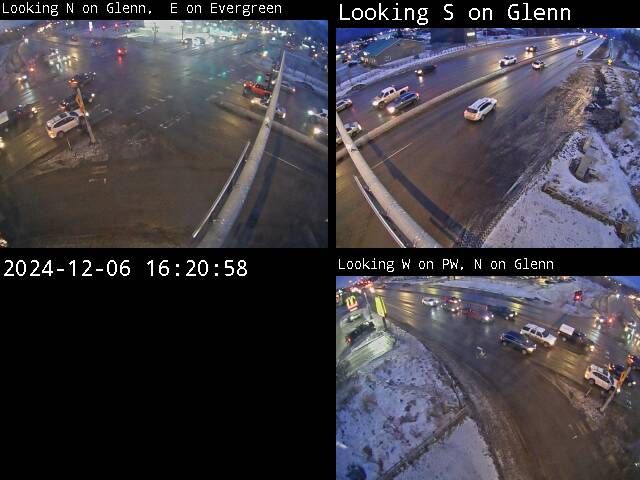 Looking N on Glenn,  E on Evergreen
Looking S on Glenn
2024-12-06 16:20:58
Looking W on PW, N on Glenn